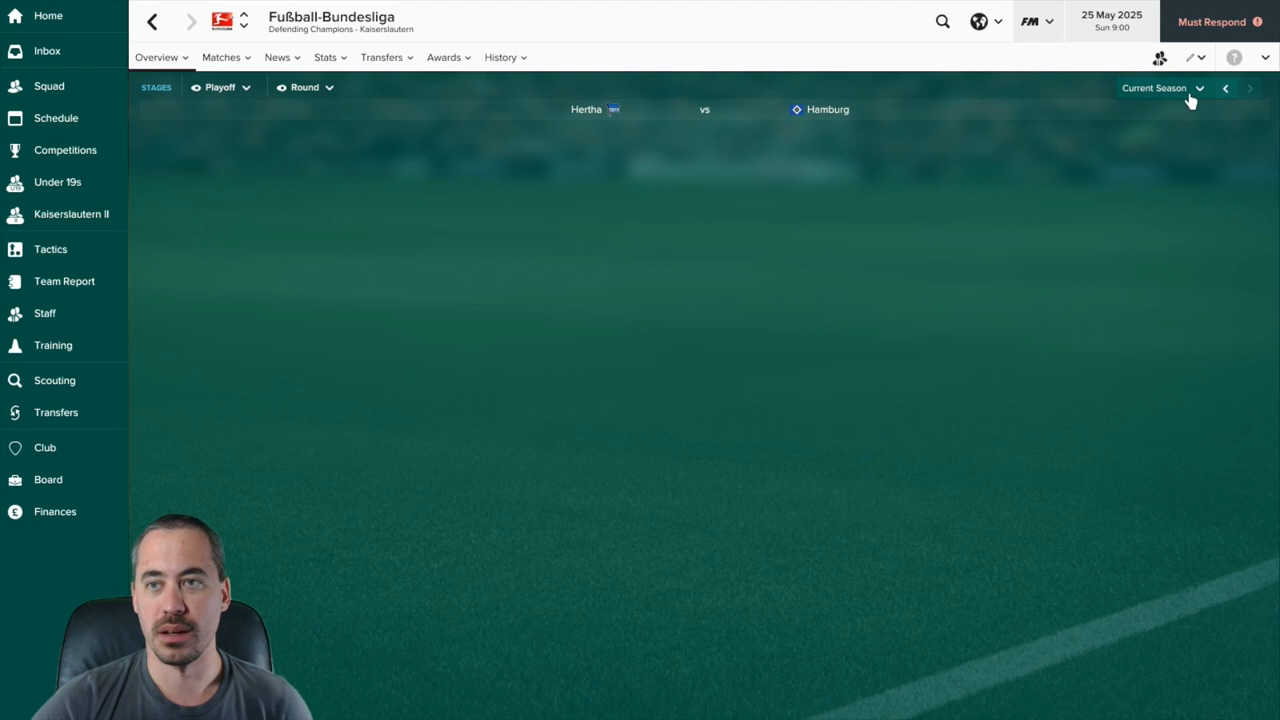 Home
Inbox
Squad
Schedule
Competitions
Under 19s
Kaiserslautern II
Tactics
Team Report
Staff
Training
Scouting
Transfers
Club
Board
Finances
Fußball-Bundesliga
Defending Champions - Kaiserslautern
FM
25 May 2025
Sun 9:00
Must Respond
Overview
Matches
News
Stats
Transfers
Awards
History
?
STAGES
Playoff
Round
Current Season
Hertha vs Hamburg